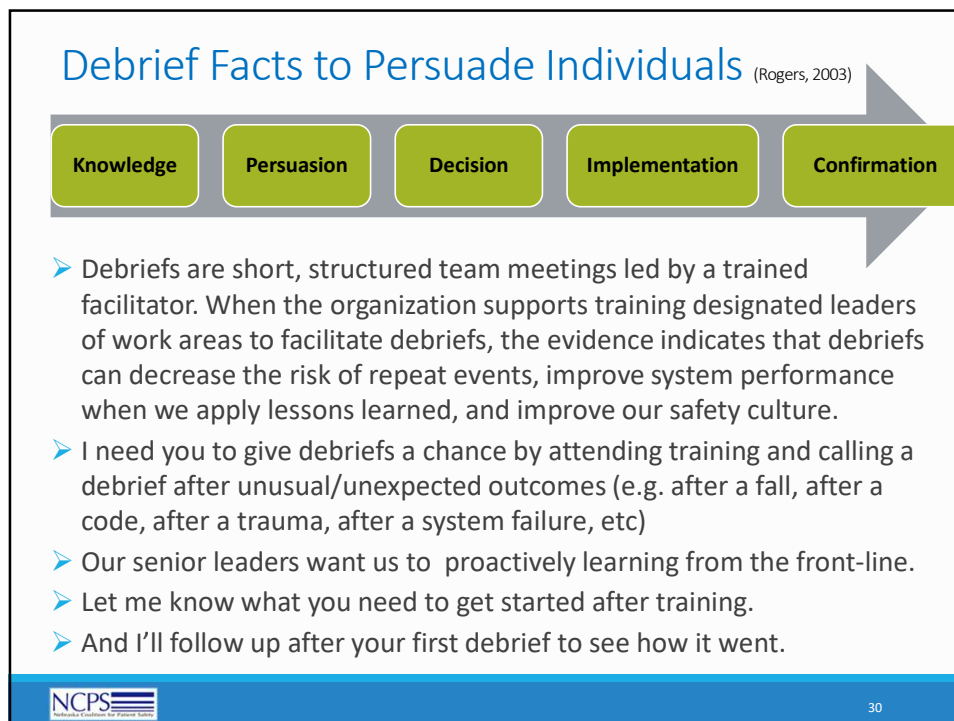 Debrief Facts to Persuade Individuals (Rogers, 2003)
Knowledge
Persuasion
Decision
Implementation
Confirmation
➢ Debriefs are short, structured team meetings led by a trained
facilitator. When the organization supports training designated leaders
of work areas to facilitate debriefs, the evidence indicates that debriefs
can decrease the risk of repeat events, improve system performance
when we apply lessons learned, and improve our safety culture.
➢ I need you to give debriefs a chance by attending training and calling a
debrief after unusual/unexpected outcomes (e.g. after a fall, after a
code, after a trauma, after a system failure, etc)
➢ Our senior leaders want us to  proactively learning from the front-line.
➢ Let me know what you need to get started after training.
➢ And I’ll follow up after your first debrief to see how it went.
NCPS
Nebraska Coalition for Patient Safety
30